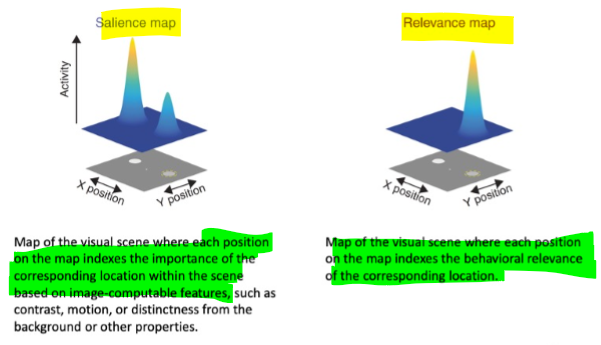 Salience map
Relevance map
Activity
X position
Y position
X position
Y position
Map of the visual scene where each position
on the map indexes the importance of the
corresponding location within the scene
based on image-computable features, such as
contrast, motion, or distinctness from the
background or other properties.
Map of the visual scene where each position
on the map indexes the behavioral relevance
of the corresponding location.